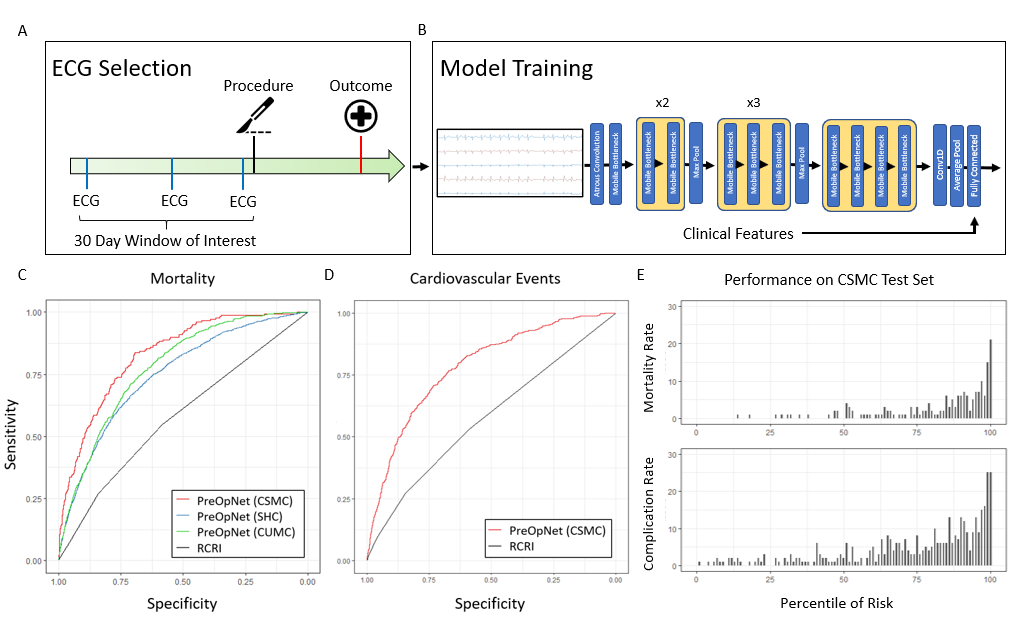 A
ECG Selection
Procedure
Outcome
ECG
ECG
ECG
30 Day Window of Interest
B
Model Training
x2
x3
Atrous Convolution
Mobile Bottleneck
Mobile Bottleneck
Mobile Bottleneck
Max Pool
Mobile Bottleneck
Mobile Bottleneck
Mobile Bottleneck
Max Pool
Mobile Bottleneck
Mobile Bottleneck
Mobile Bottleneck
Mobile Bottleneck
Conv1D
Average Pool
Fully Connected
Clinical Features
C
Mortality
Sensitivity
1.00
0.75
0.50
0.25
0.00
PreOpNet (CSMC)
PreOpNet (SHC)
PreOpNet (CUMC)
RCRI
1.00 0.75 0.50 0.25 0.00
Specificity
D
Cardiovascular Events
1.00
0.75
0.50
0.25
0.00
PreOpNet (CSMC)
RCRI
1.00 0.75 0.50 0.25 0.00
Specificity
E
Performance on CSMC Test Set
Mortality Rate
30
20
10
0
0 25 50 75 100
Complication Rate
30
20
10
0
0 25 50 75 100
Percentile of Risk